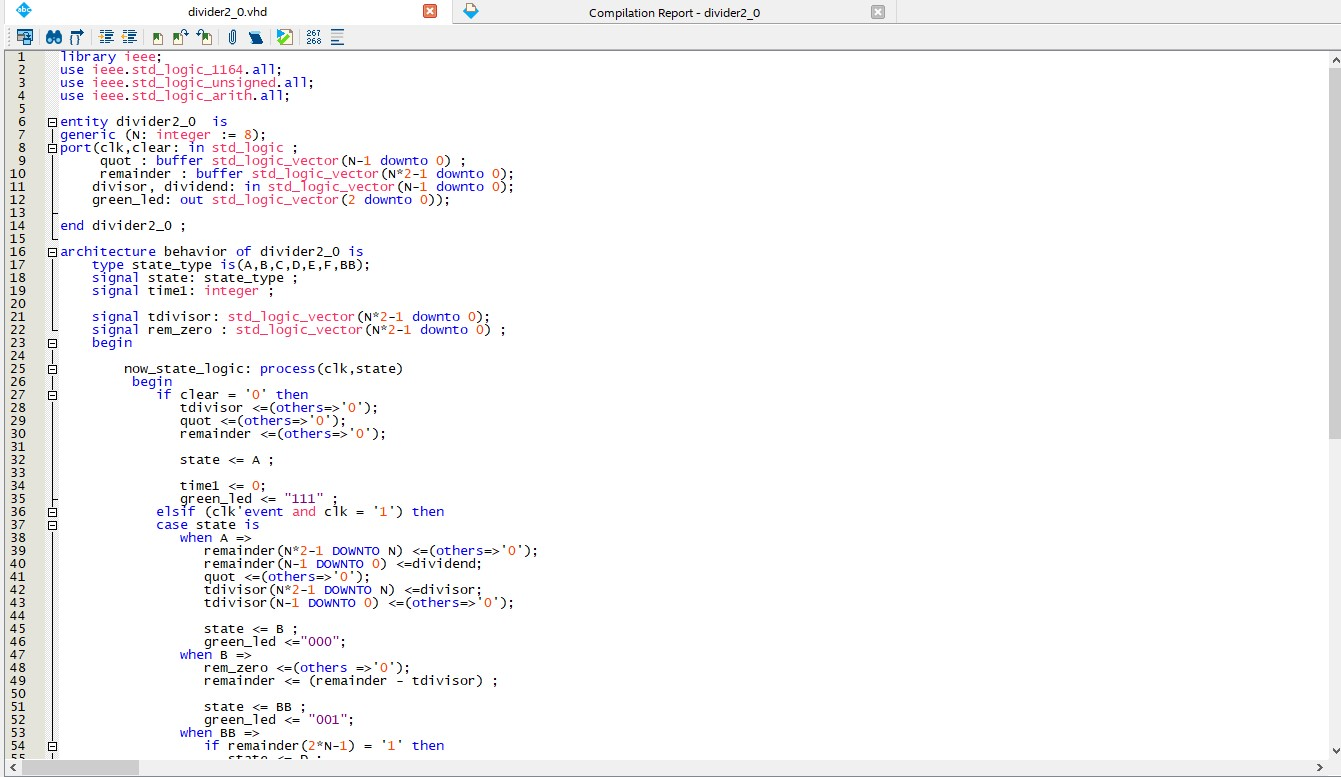 divider2_0.vhd
Compilation Report - divider2_0
abc
267
268
1 library ieee;
2 use ieee.std_logic_1164.all;
3 use ieee.std_logic_unsigned.all;
4 use ieee.std_logic_arith.all;
5
6 entity divider2_0  is
7 generic (N: integer := 8);
8 port(clk,clear: in std_logic ;
9      quot : buffer std_logic_vector(N-1 downto 0) ;
10      remainder : buffer std_logic_vector(N*2-1 downto 0);
11     divisor, dividend: in std_logic_vector(N-1 downto 0);
12     green_led: out std_logic_vector(2 downto 0));
13
14 end divider2_0 ;
15
16 architecture behavior of divider2_0 is
17     type state_type is(A,B,C,D,E,F,BB);
18     signal state: state_type ;
19     signal time1: integer ;
20
21     signal tdivisor: std_logic_vector(N*2-1 downto 0);
22     signal rem_zero : std_logic_vector(N*2-1 downto 0) ;
23     begin
24
25         now_state_logic: process(clk,state)
26          begin
27             if clear = '0' then
28                tdivisor <=(others=>'0');
29                quot <=(others=>'0');
30                remainder <=(others=>'0');
31
32                state <= A ;
33
34                time1 <= 0;
35                green_led <= "111" ;
36             elsif (clk'event and clk = '1') then
37             case state is
38                when A =>
39                   remainder(N*2-1 DOWNTO N) <=(others=>'0');
40                   remainder(N-1 DOWNTO 0) <=dividend;
41                   quot <=(others=>'0');
42                   tdivisor(N*2-1 DOWNTO N) <=divisor;
43                   tdivisor(N-1 DOWNTO 0) <=(others=>'0');
44
45                   state <= B ;
46                   green_led <="000";
47                when B =>
48                   rem_zero <=(others =>'0');
49                   remainder <= (remainder - tdivisor) ;
50
51                   state <= BB ;
52                   green_led <= "001";
53                when BB =>
54                   if remainder(2*N-1) = '1' then
55                      state <= D ;